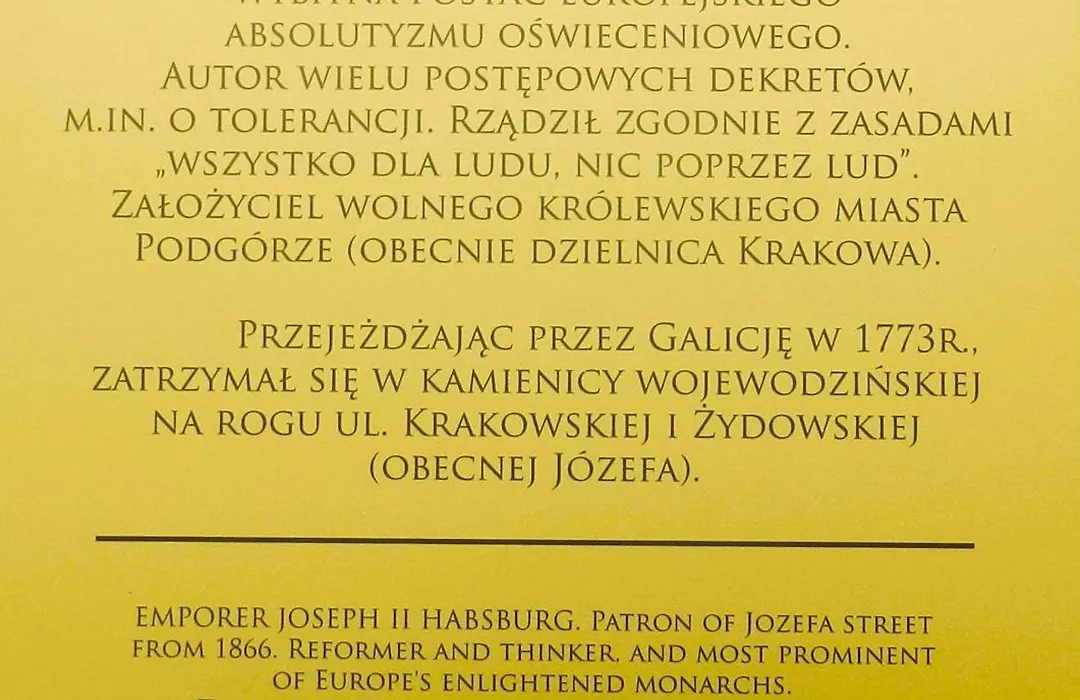 WYBITNA POSTAĆ EUROPEJSKIEGO
ABSOLUTYZMU OŚWIECENIOWEGO.
AUTOR WIELU POSTĘPOWYCH DEKRETÓW,
M.IN. O TOLERANCJI. RZĄDZIŁ ZGODNIE Z ZASADAMI
„WSZYSTKO DLA LUDU, NIC POPRZEZ LUD”.
ZAŁOŻYCIEL WOLNEGO KRÓLEWSKIEGO MIASTA
PODGÓRZE (OBECNIE DZIELNICA KRAKOWA).
PRZEJEŻDŻAJĄC PRZEZ GALICJĘ W 1773R.,
ZATRZYMAŁ SIĘ W KAMIENICY WOJEWODZIŃSKIEJ
NA ROGU UL. KRAKOWSKIEJ I ŻYDOWSKIEJ
(OBECNEJ JÓZEFA).
EMPORER JOSEPH II HABSBURG. PATRON OF JOZEFA STREET
FROM 1866. REFORMER AND THINKER, AND MOST PROMINENT
OF EUROPE'S ENLIGHTENED MONARCHS.